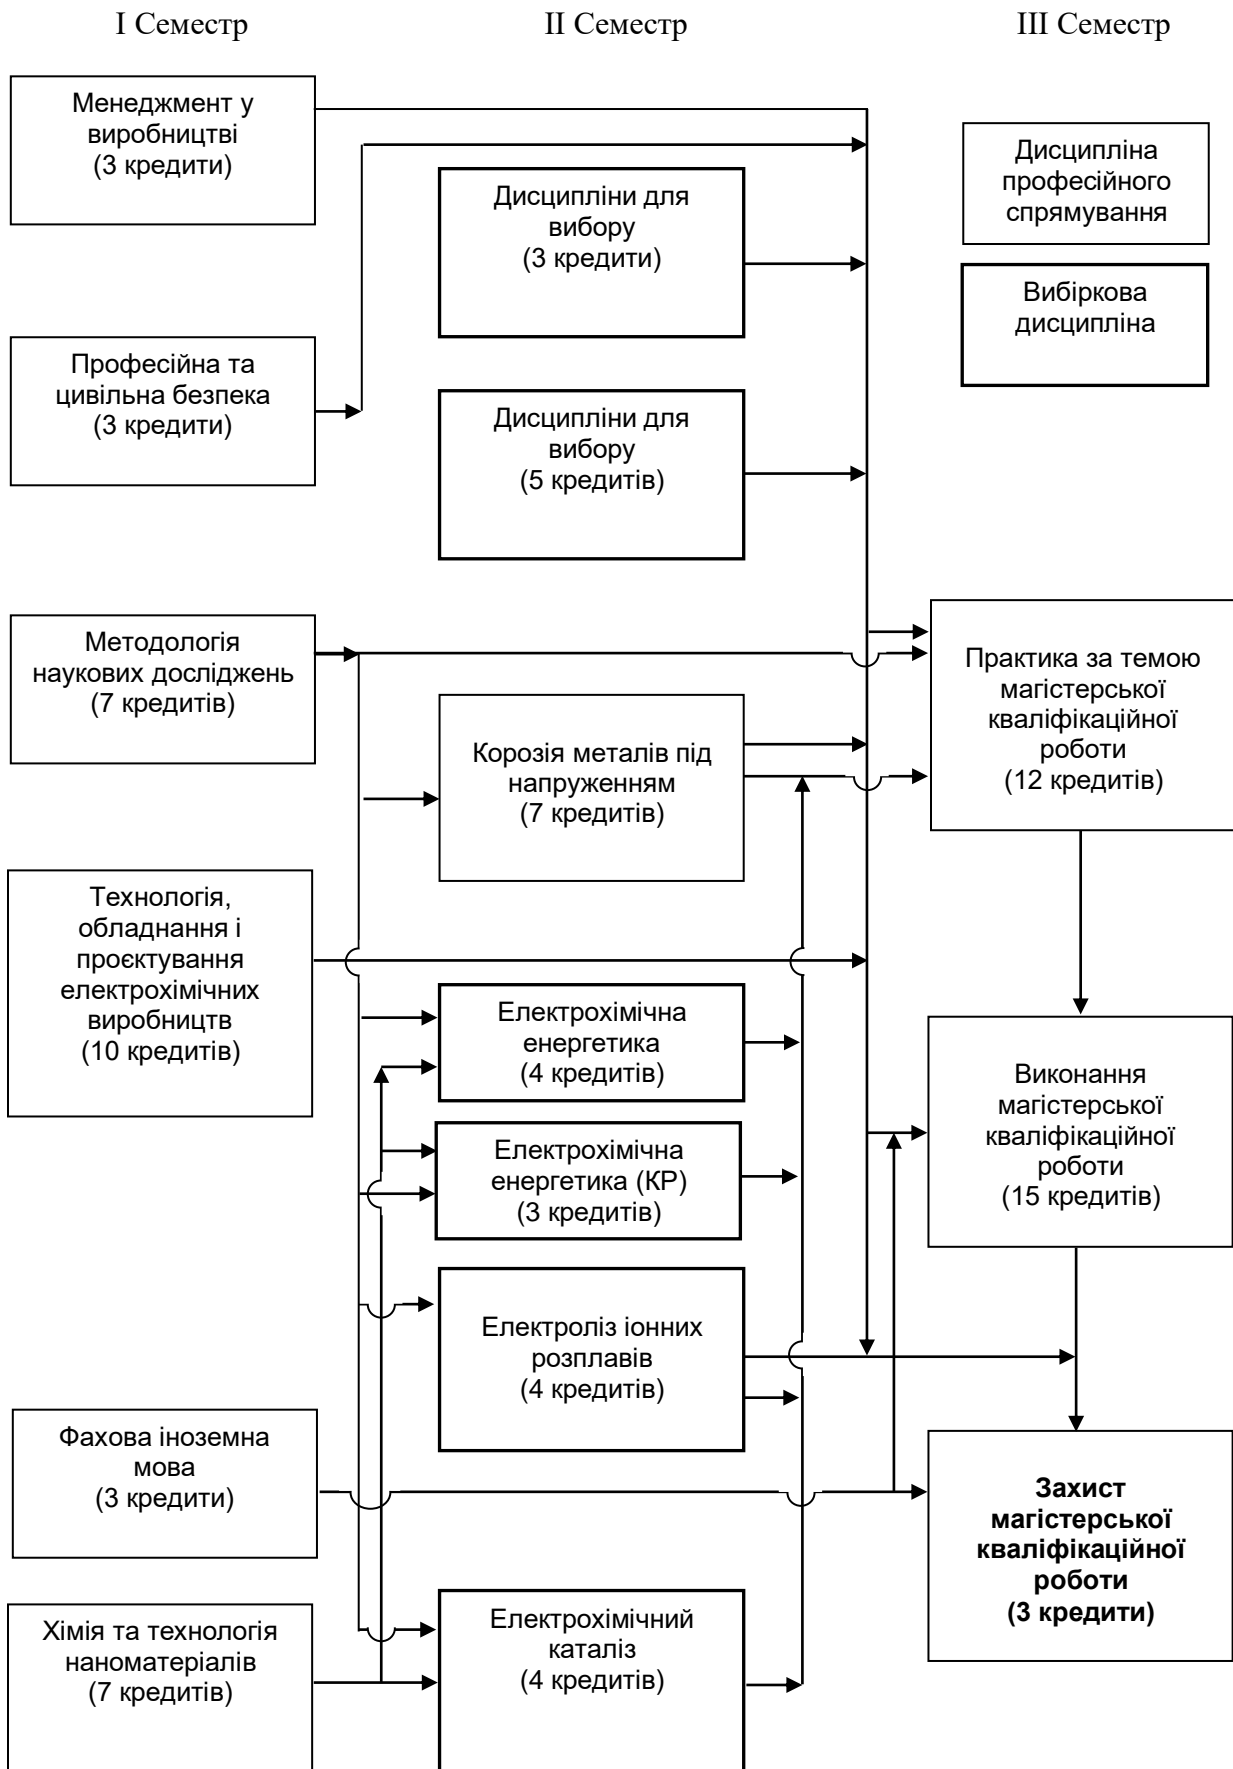 I Семестр
II Семестр
III Семестр
Менеджмент у
виробництві
(3 кредити)
Професійна та
цивільна безпека
(3 кредити)
Методологія
наукових досліджень
(7 кредитів)
Технологія,
обладнання і
проєктування
електрохімічних
виробництв
(10 кредитів)
Фахова іноземна
мова
(3 кредити)
Хімія та технологія
наноматеріалів
(7 кредитів)
Дисципліни для
вибору
(3 кредити)
Дисципліни для
вибору
(5 кредитів)
Корозія металів під
напруженням
(7 кредитів)
Електрохімічна
енергетика
(4 кредитів)
Електрохімічна
енергетика (КР)
(3 кредитів)
Електроліз іонних
розплавів
(4 кредитів)
Електрохімічний
каталіз
(4 кредитів)
Дисципліна
професійного
спрямування
Вибіркова
дисципліна
Практика за темою
магістерської
кваліфікаційної
роботи
(12 кредитів)
Виконання
магістерської
кваліфікаційної
роботи
(15 кредитів)
Захист
магістерської
кваліфікаційної
роботи
(3 кредити)